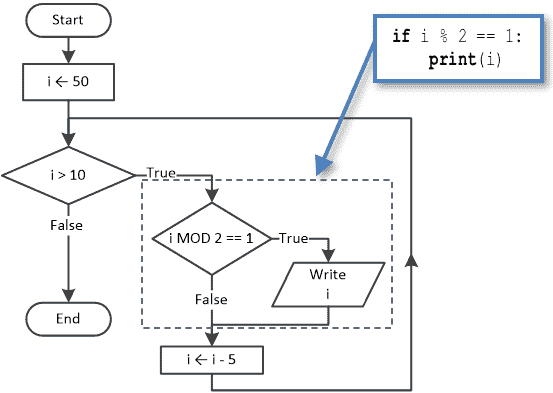 Start
if i % 2 == 1:
print(i)
i ← 50
i > 10
True
False
i MOD 2 == 1
True
Write
i
False
End
i ← i - 5